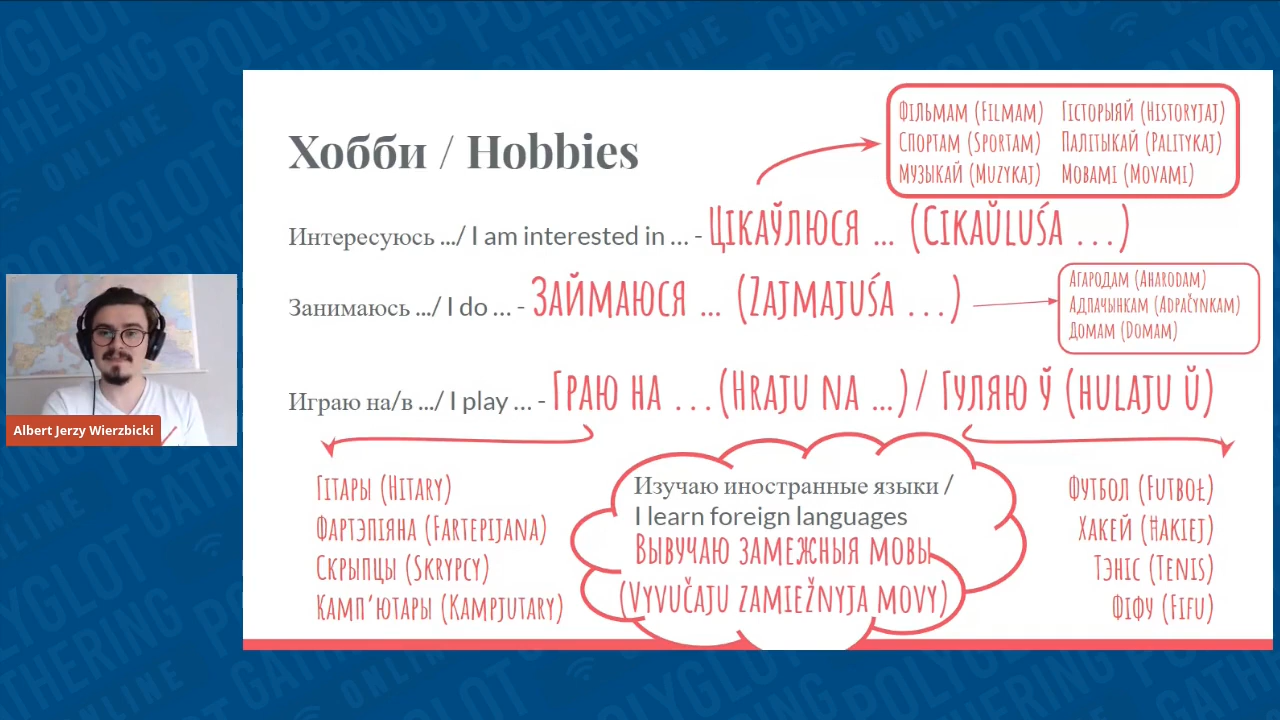 Хобби / Hobbies
Фільмам (Filmam) Гісторыяй (Historyjaj)
Спортам (Sportam) Палітыкай (Palitykaj)
Музыкай (Muzykaj) Мовамі (Movami)
Интересуюсь .../ I am interested in ... - Цікаўлюся ... (Cikaŭluśa ...)
Занимаюсь .../ I do ... - Займаюся ... (Zajmajuśa ...)
Агародам (Aharodam)
Адпачынкам (Adpačynkam)
Домам (Domam)
Играю на/в .../ I play ... - Граю на ...(Hraju na ...) / Гуляю ў (hulaju ŭ)
Гітары (Hitary)
Фартэпіяна (Fartepijana)
Скрыпцы (Skrypcy)
Камп'ютары (Kampjutary)
Изучаю иностранные языки /
I learn foreign languages
Вывучаю замежныя мовы
(Vyvučaju zamiežnyja movy)
Футбол (Futboł)
Хакей (Hakiej)
Тэніс (Tenis)
Фіфу (Fifu)
Albert Jerzy Wierzbicki
POLYGLOT
GATHERING
ONLINE